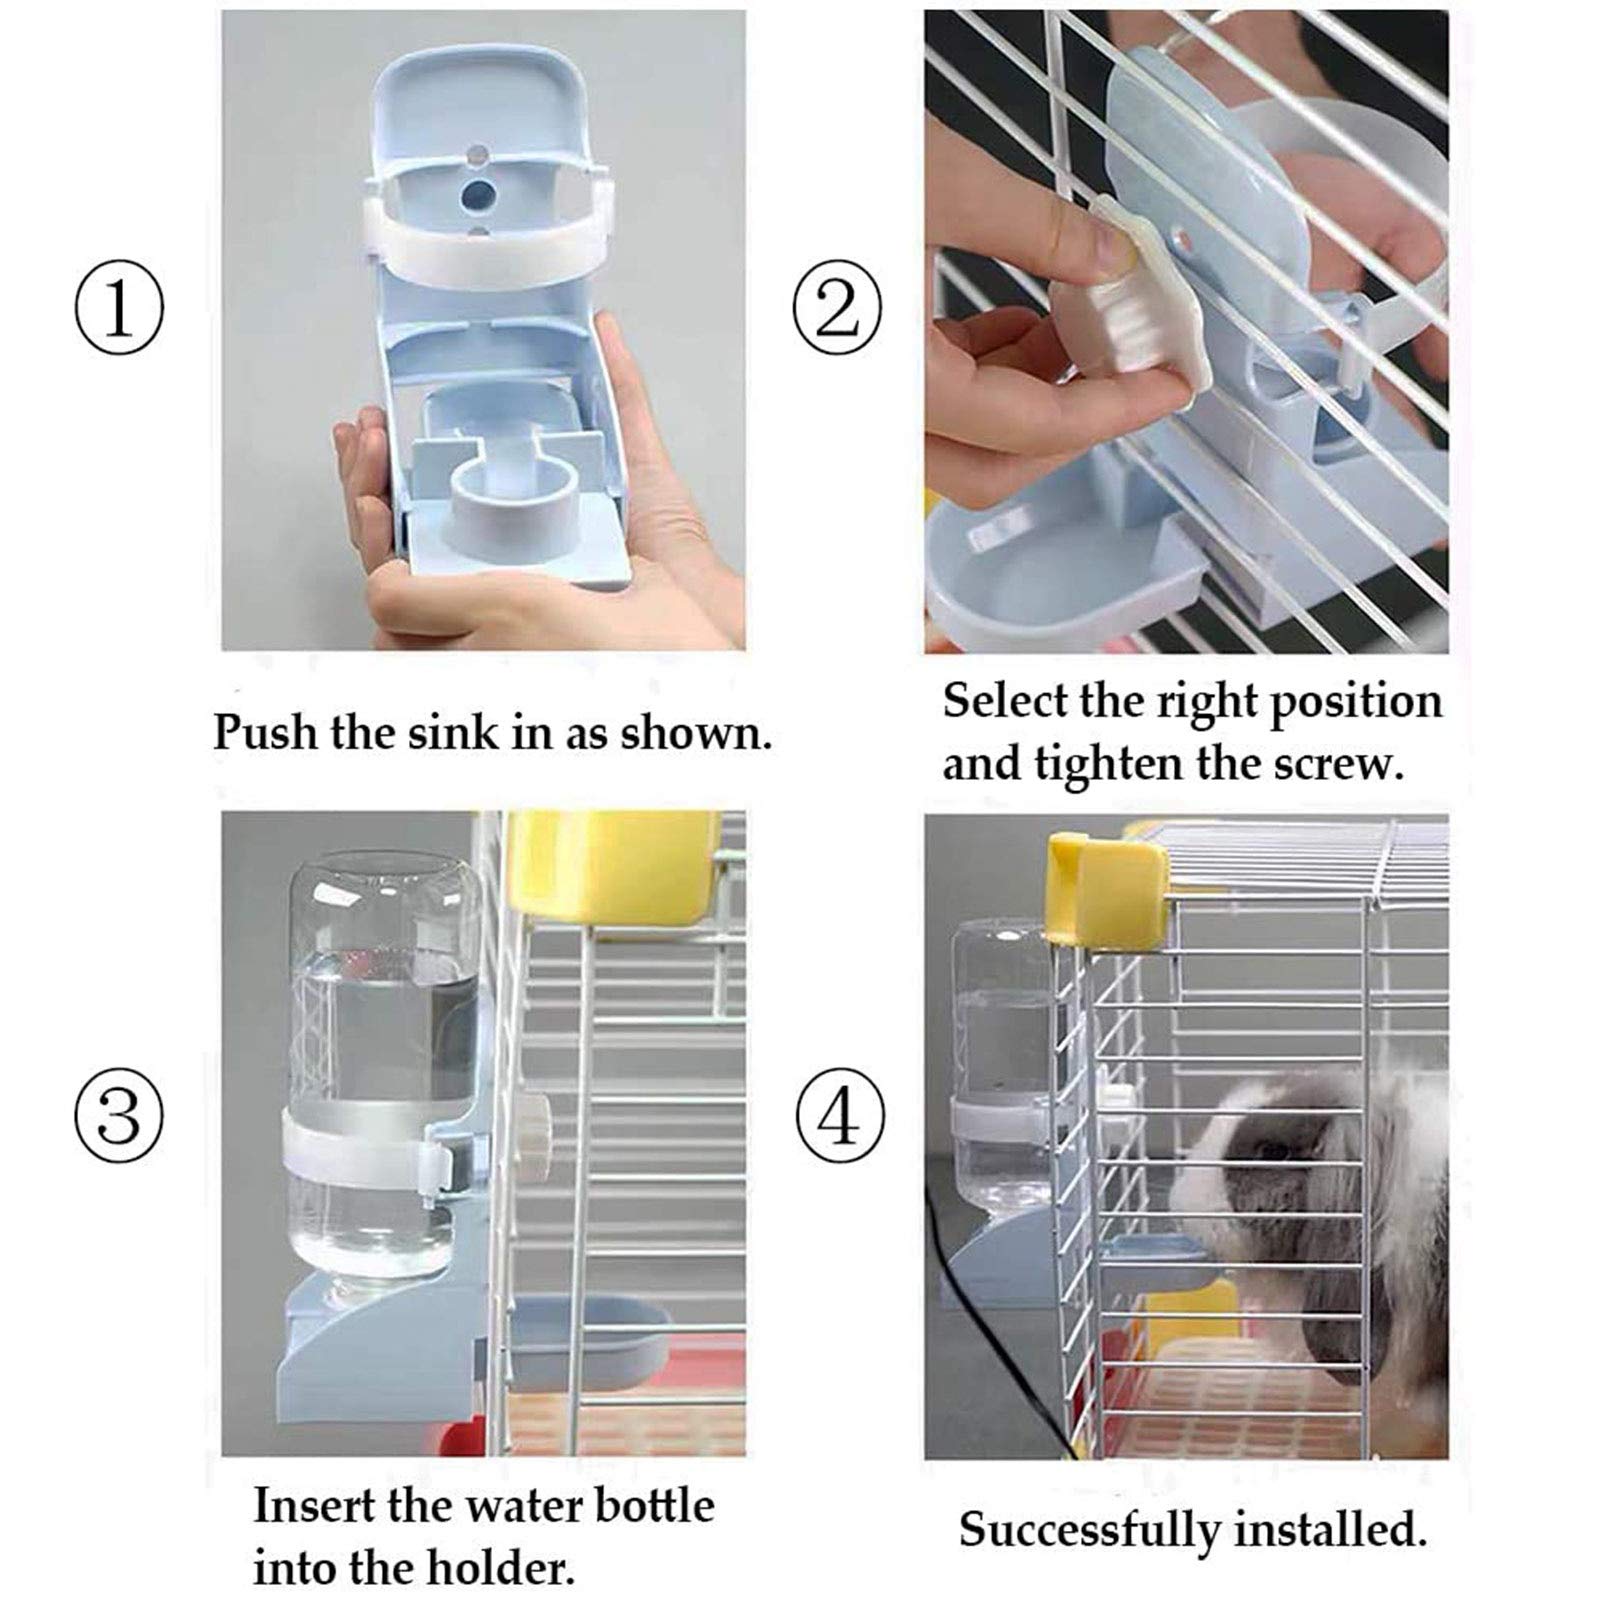 ①
Push the sink in as shown.
②
Select the right position
and tighten the screw.
③
Insert the water bottle
into the holder.
④
Successfully installed.